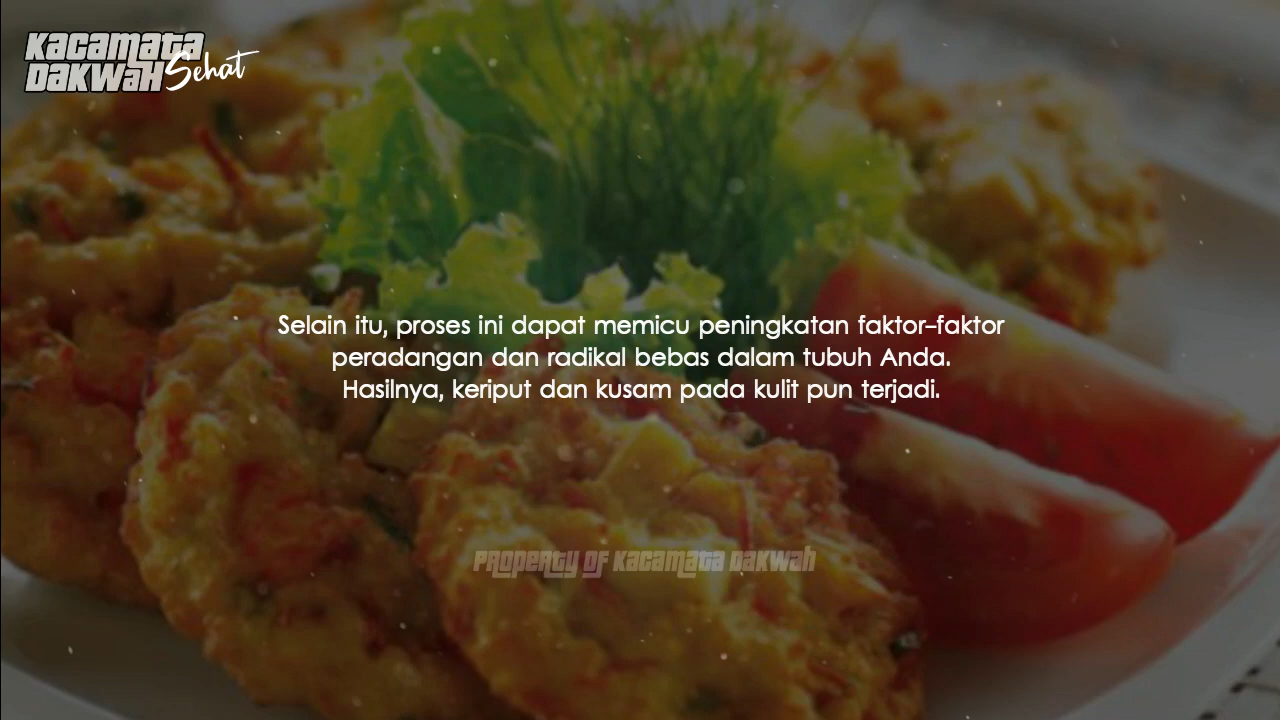 Kacamata
Dakwah Sehat
Selain itu, proses ini dapat memicu peningkatan faktor-faktor
peradangan dan radikal bebas dalam tubuh Anda.
Hasilnya, keriput dan kusam pada kulit pun terjadi.
Property of Kacamata Dakwah